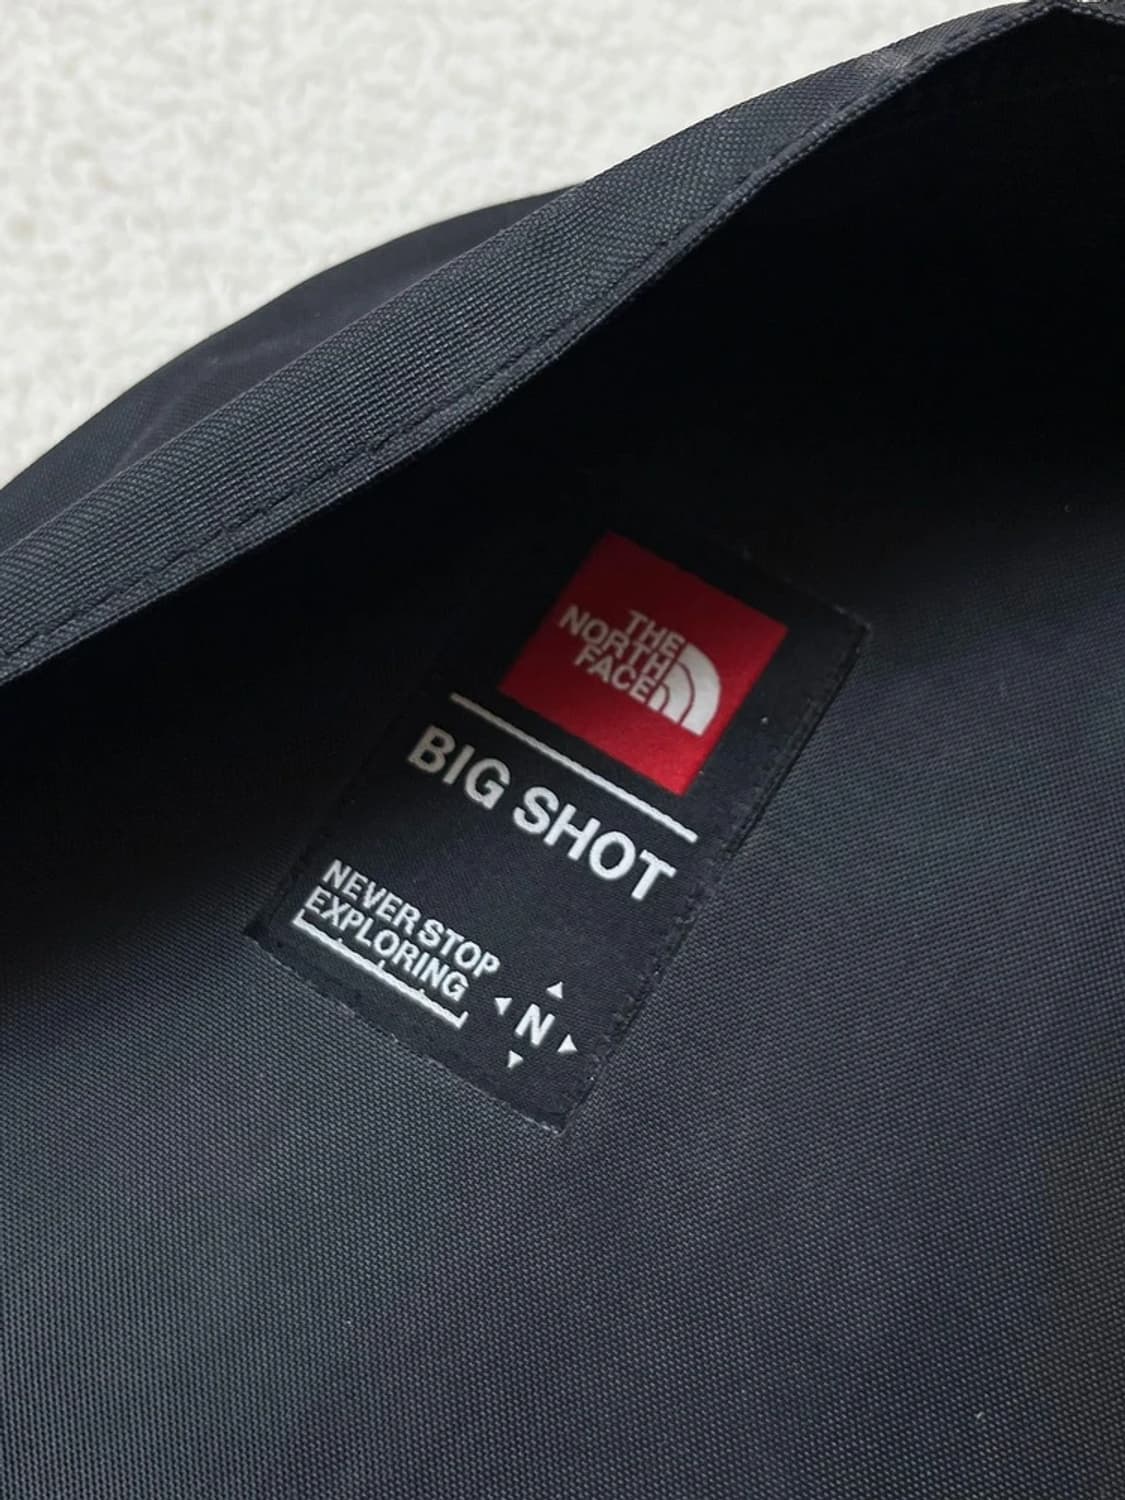 THE
NORTH
FACE
BIG SHOT
NEVER STOP
EXPLORING
N